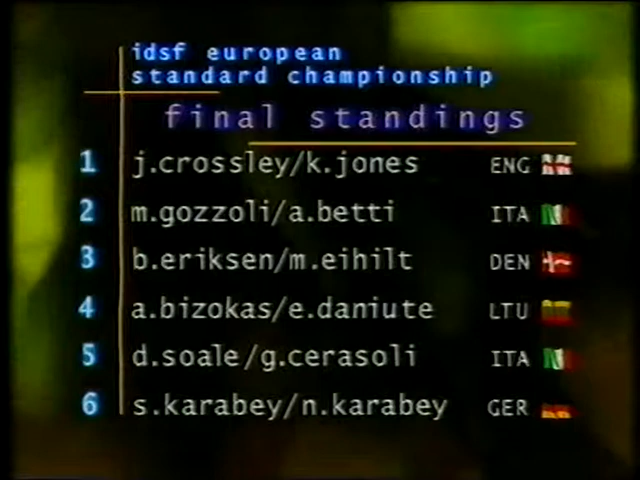 idsf european
standard championship
final standings
1 j.crossley/k.jones ENG
2 m.gozzoli/a.betti ITA
3 b.eriksen/m.eihilt DEN
4 a.bizokas/e.daniute LTU
5 d.soale/g.cerasoli ITA
6 s.karabey/n.karabey GER